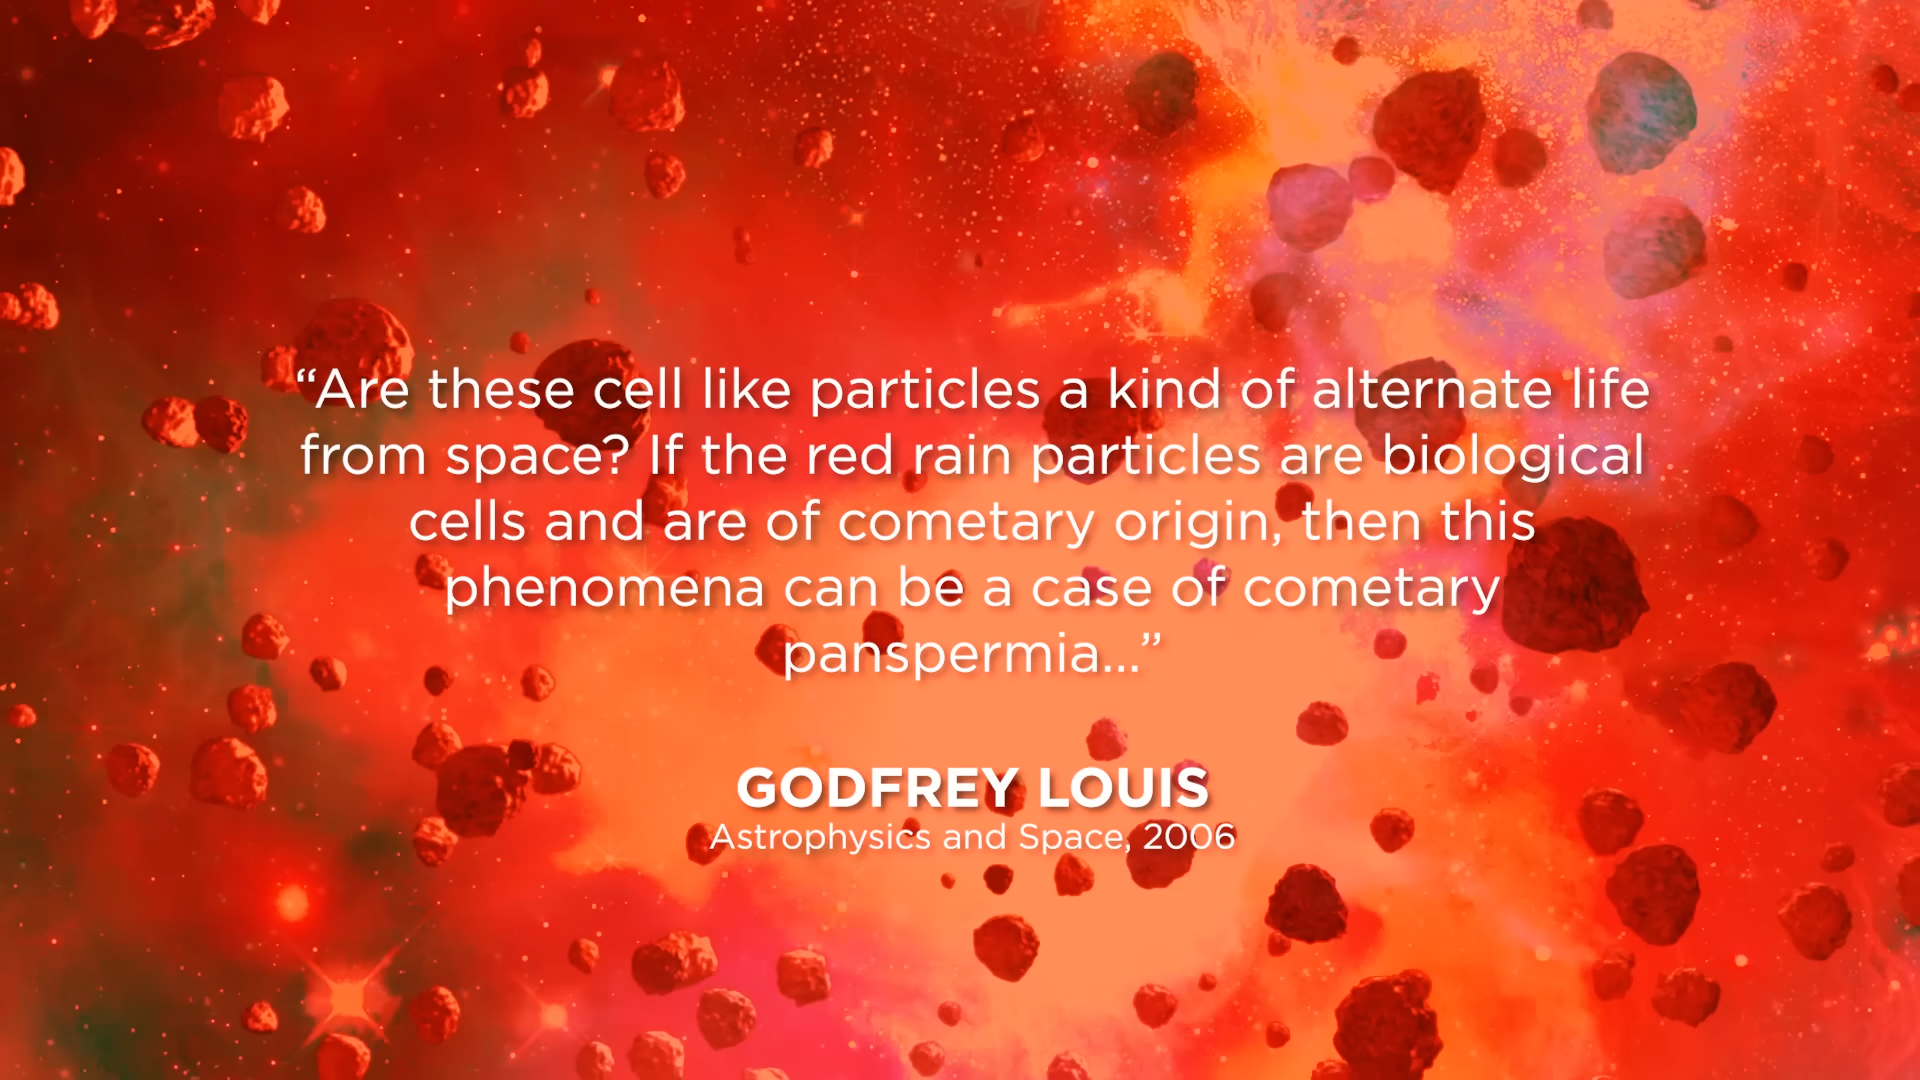 “Are these cell like particles a kind of alternate life
from space? If the red rain particles are biological
cells and are of cometary origin, then this
phenomena can be a case of cometary
panspermia...”
GODFREY LOUIS
Astrophysics and Space, 2006